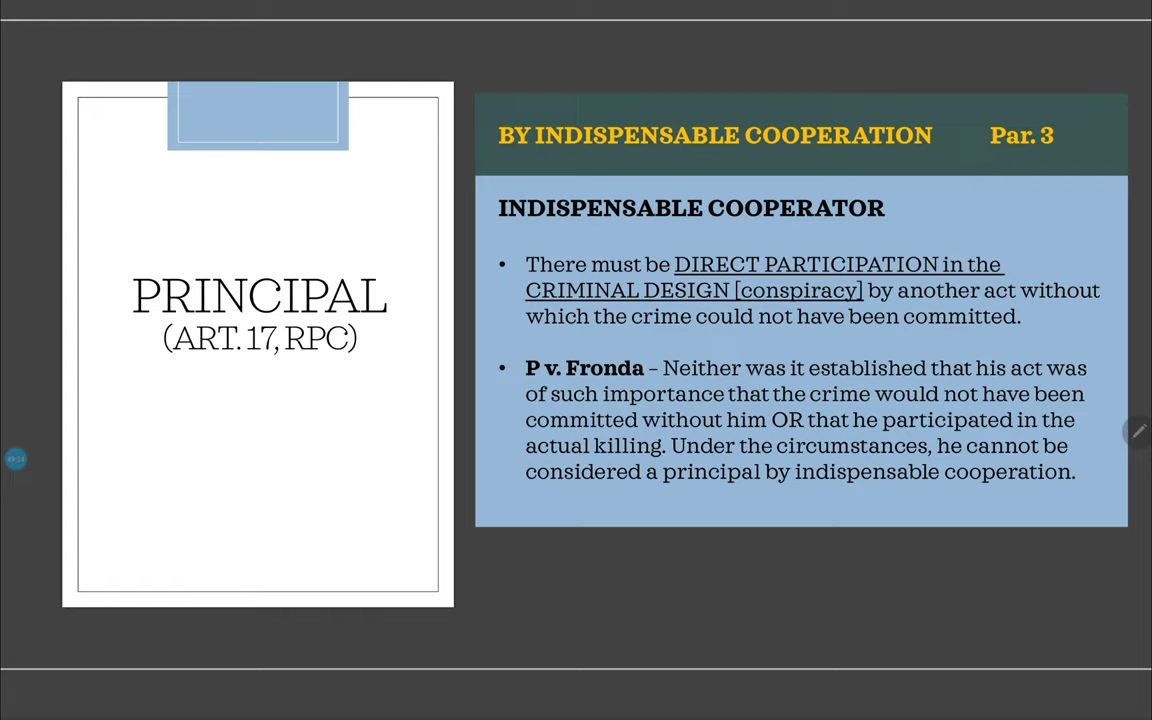 PRINCIPAL
(ART. 17, RPC)
BY INDISPENSABLE COOPERATION Par. 3
INDISPENSABLE COOPERATOR
• There must be DIRECT PARTICIPATION in the
CRIMINAL DESIGN [conspiracy] by another act without
which the crime could not have been committed.
• P v. Fronda – Neither was it established that his act was
of such importance that the crime would not have been
committed without him OR that he participated in the
actual killing. Under the circumstances, he cannot be
considered a principal by indispensable cooperation.